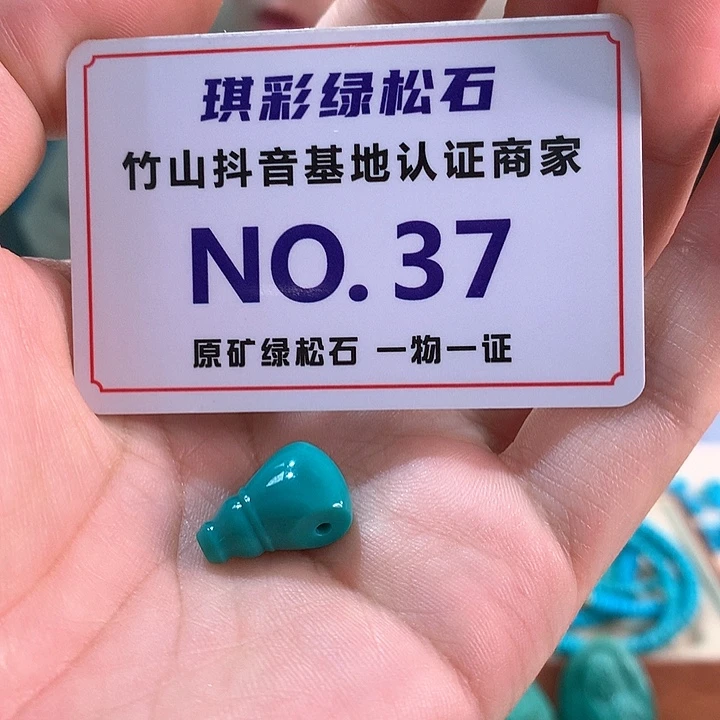 琪彩绿松石
竹山抖音基地认证商家
NO.37
原矿绿松石 一物一证